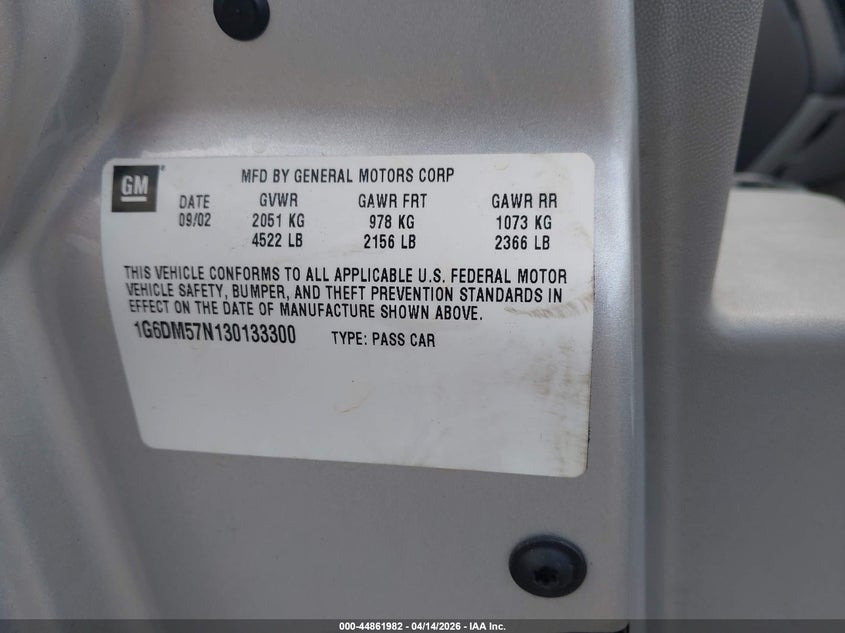 GM
MFD BY GENERAL MOTORS CORP
DATE GVWR GAWR FRT GAWR RR
09/02 2051 KG 978 KG 1073 KG
4522 LB 2156 LB 2366 LB
THIS VEHICLE CONFORMS TO ALL APPLICABLE U.S. FEDERAL MOTOR
VEHICLE SAFETY, BUMPER, AND THEFT PREVENTION STANDARDS IN
EFFECT ON THE DATE OF MANUFACTURE SHOWN ABOVE.
1G6DM57N130133300 TYPE: PASS CAR
000-44861982 - 04/14/2026 - IAA Inc.